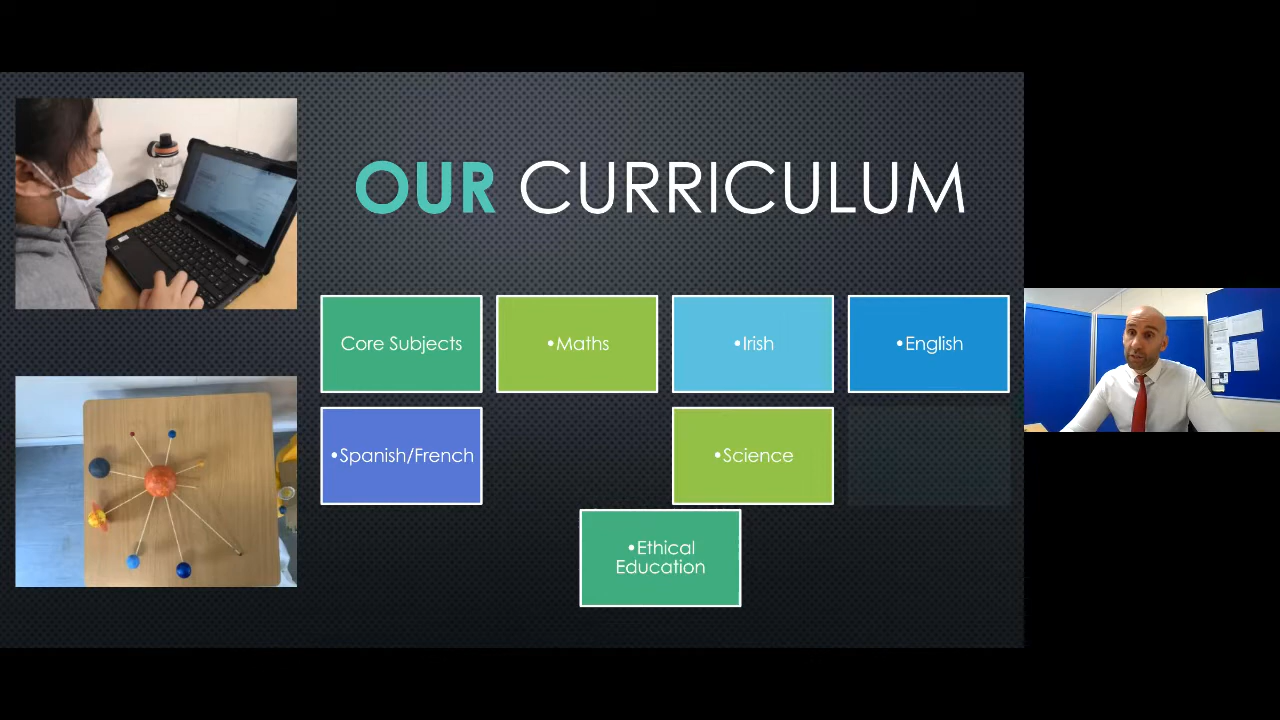 OUR CURRICULUM
Core Subjects
•Maths
•Irish
•English
•Spanish/French
•Science
•Ethical
Education